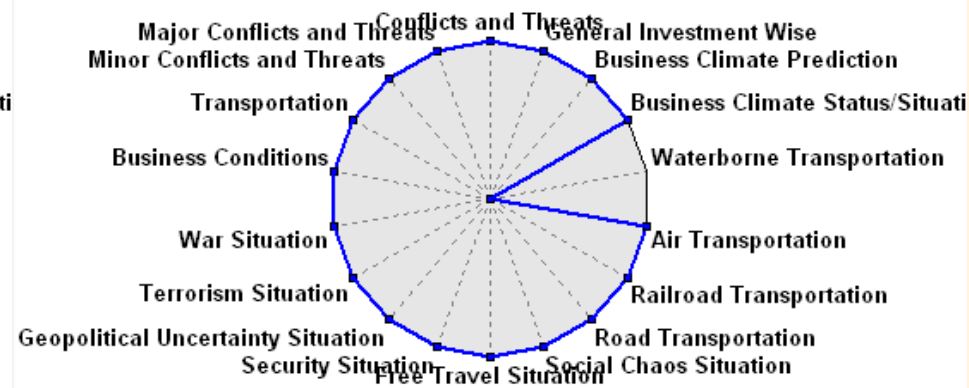 Conflicts and Threats
Major Conflicts and Threats
General Investment Wise
Minor Conflicts and Threats
Business Climate Prediction
ti
Transportation
Business Climate Status/Situati
Business Conditions
Waterborne Transportation
War Situation
Air Transportation
Terrorism Situation
Railroad Transportation
Geopolitical Uncertainty Situation
Road Transportation
Security Situation
Social Chaos Situation
Free Travel Situation